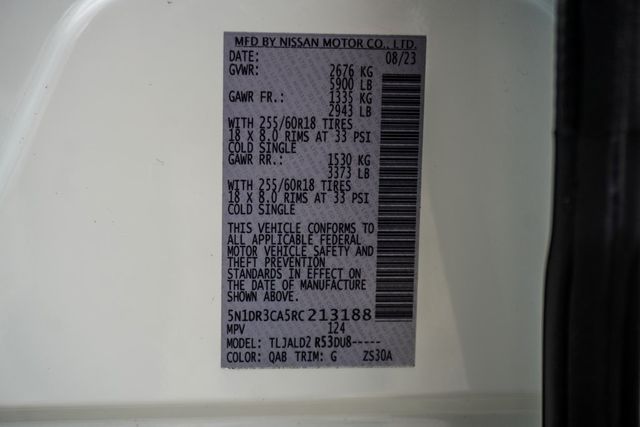 MFD BY NISSAN MOTOR CO., LTD.
DATE: 08/23
GVWR: 2676 KG
5900 LB
GAWR FR.: 1335 KG
2943 LB
WITH 255/60R18 TIRES
18 X 8.0 RIMS AT 33 PSI
COLD SINGLE
GAWR RR.: 1530 KG
3373 LB
WITH 255/60R18 TIRES
18 X 8.0 RIMS AT 33 PSI
COLD SINGLE
THIS VEHICLE CONFORMS TO
ALL APPLICABLE FEDERAL
MOTOR VEHICLE SAFETY AND
THEFT PREVENTION
STANDARDS IN EFFECT ON
THE DATE OF MANUFACTURE
SHOWN ABOVE.
5N1DR3CA5RC213188
MPV 124
MODEL: TLJALD2 R53DU8-----
COLOR: QAB TRIM: G ZS30A